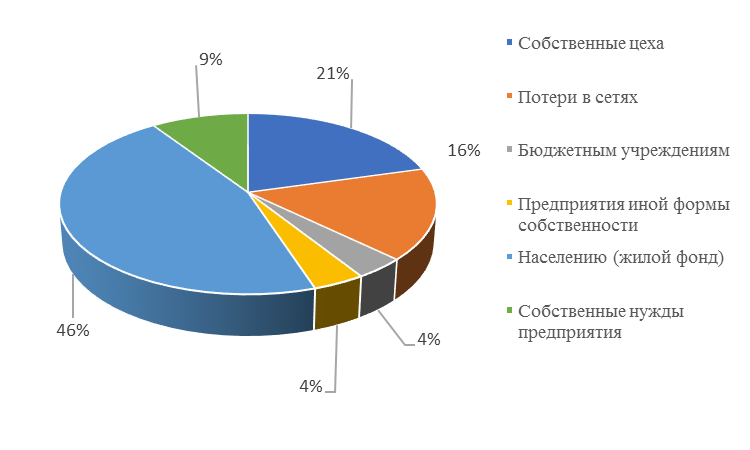 9%
21%
16%
4%
4%
46%
Собственные цеха
Потери в сетях
Бюджетным учреждениям
Предприятия иной формы
собственности
Населению (жилой фонд)
Собственные нужды
предприятия